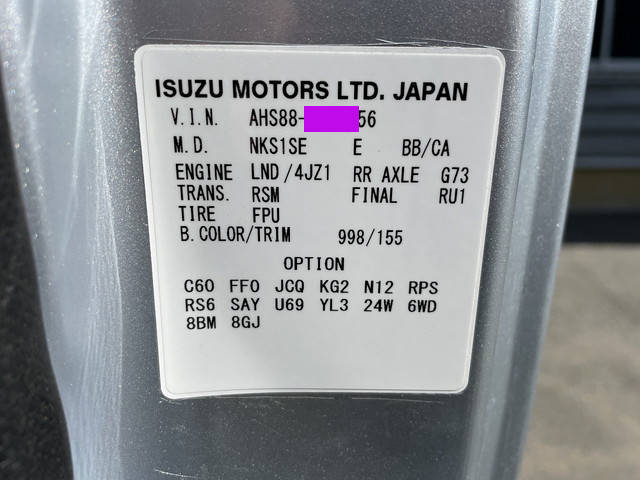 ISUZU MOTORS LTD. JAPAN
V.I.N. AHS88- 56
M.D. NKS1SE E BB/CA
ENGINE LND/4JZ1 RR AXLE G73
TRANS. RSM FINAL RU1
TIRE FPU
B.COLOR/TRIM 998/155
OPTION
C60 FF0 JCQ KG2 N12 RPS
RS6 SAY U69 YL3 24W 6WD
8BM 8GJ